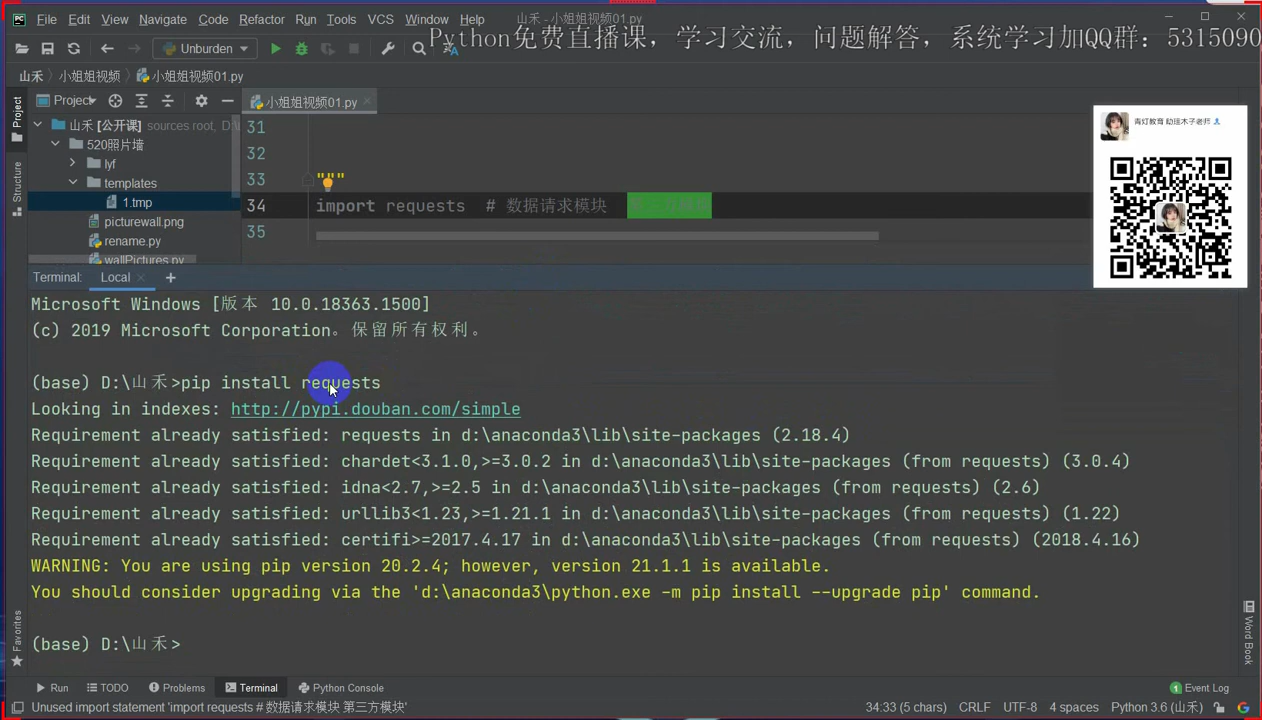 File Edit View Navigate Code Refactor Run Tools VCS Window Help 山禾 - 小姐姐视频01.py
Python免费直播课，学习交流，问题解答，系统学习加QQ群：5315090
Unburden
山禾 小姐姐视频 小姐姐视频01.py
Project 小姐姐视频01.py
山禾 [公开课] sources root, D:\
520照片墙
lyf
templates
1.tmp
picturewall.png
rename.py
wallPictures.py
31
32
33 """
34 import requests # 数据请求模块 第三方模块
35
Project
Structure
Favorites
Word Book
Terminal: Local +
Microsoft Windows [版本 10.0.18363.1500]
(c) 2019 Microsoft Corporation。保留所有权利。
(base) D:\山禾>pip install requests
Looking in indexes: http://pypi.douban.com/simple
Requirement already satisfied: requests in d:\anaconda3\lib\site-packages (2.18.4)
Requirement already satisfied: chardet<3.1.0,>=3.0.2 in d:\anaconda3\lib\site-packages (from requests) (3.0.4)
Requirement already satisfied: idna<2.7,>=2.5 in d:\anaconda3\lib\site-packages (from requests) (2.6)
Requirement already satisfied: urllib3<1.23,>=1.21.1 in d:\anaconda3\lib\site-packages (from requests) (1.22)
Requirement already satisfied: certifi>=2017.4.17 in d:\anaconda3\lib\site-packages (from requests) (2018.4.16)
WARNING: You are using pip version 20.2.4; however, version 21.1.1 is available.
You should consider upgrading via the 'd:\anaconda3\python.exe -m pip install --upgrade pip' command.
(base) D:\山禾>
Run TODO Problems Terminal Python Console 1 Event Log
Unused import statement 'import requests # 数据请求模块 第三方模块' 34:33 (5 chars) CRLF UTF-8 4 spaces Python 3.6 (山禾)